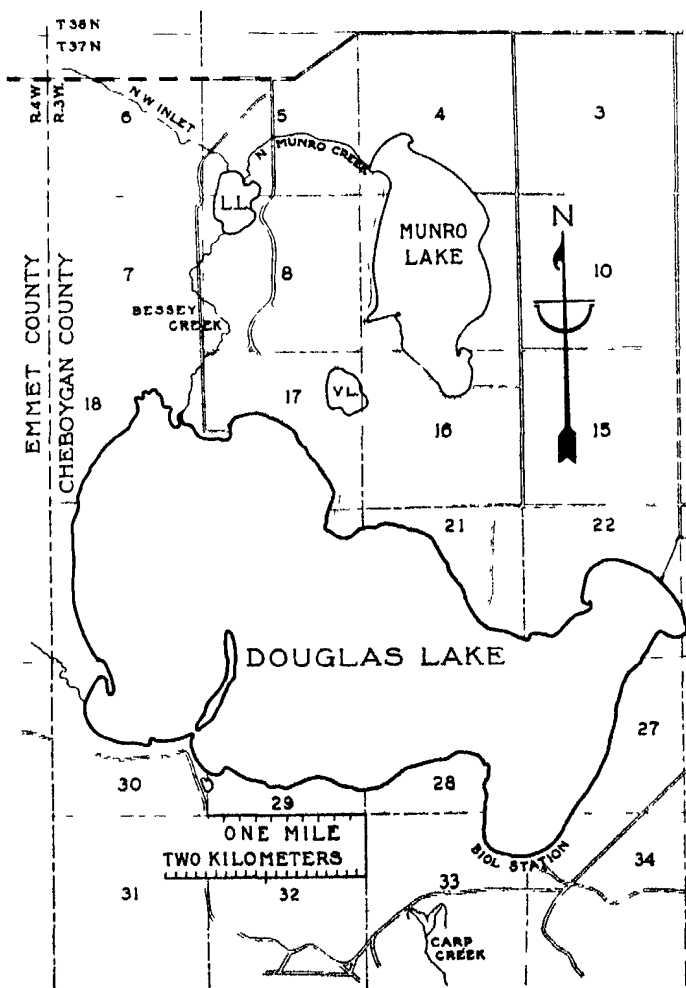 T38N
T37N
R.4W.
R.3W.
6
N W INLET
5
4
3
N MUNRO CREEK
L.L.
MUNRO
LAKE
N
7
8
10
BESSEY
CREEK
EMMET COUNTY
CHEBOYGAN COUNTY
18
17
V L.
16
15
21
22
DOUGLAS LAKE
27
30
29
28
ONE MILE
TWO KILOMETERS
BIOL STATION
34
31
32
33
CARP
CREEK